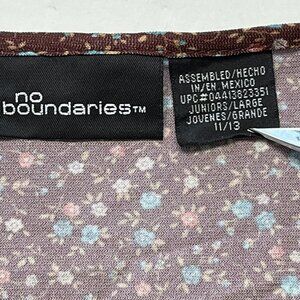 no
boundaries™
ASSEMBLED/HECHO
IN/EN MEXICO
UPC#04413823351
JUNIORS/LARGE
JOVENES/GRANDE
11/13